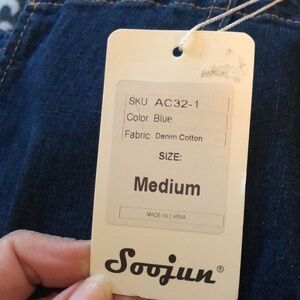 SKU AC32-1
Color Blue
Fabric: Denim Cotton
SIZE:
Medium
MADE IN CHINA
Soojun®